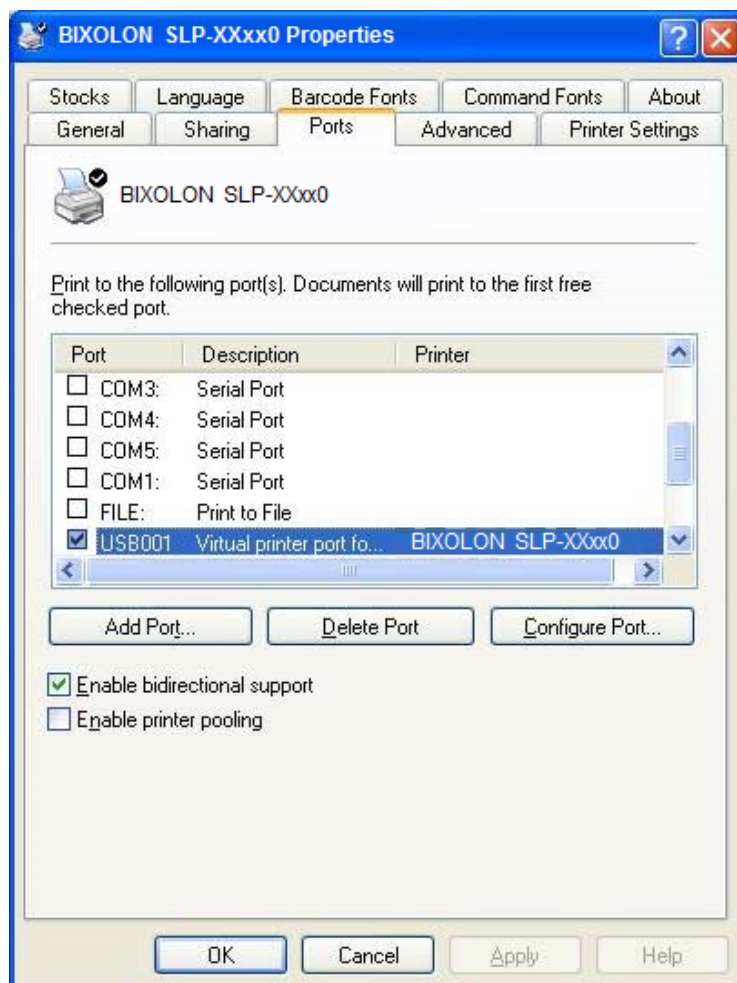 BIXOLON SLP-XXxx0 Properties
Stocks Language Barcode Fonts Command Fonts About
General Sharing Ports Advanced Printer Settings
BIXOLON SLP-XXxx0
Print to the following port(s). Documents will print to the first free
checked port.
Port Description Printer
COM3: Serial Port
COM4: Serial Port
COM5: Serial Port
COM1: Serial Port
FILE: Print to File
USB001 Virtual printer port fo... BIXOLON SLP-XXxx0
Add Port... Delete Port Configure Port...
Enable bidirectional support
Enable printer pooling
OK Cancel Apply Help